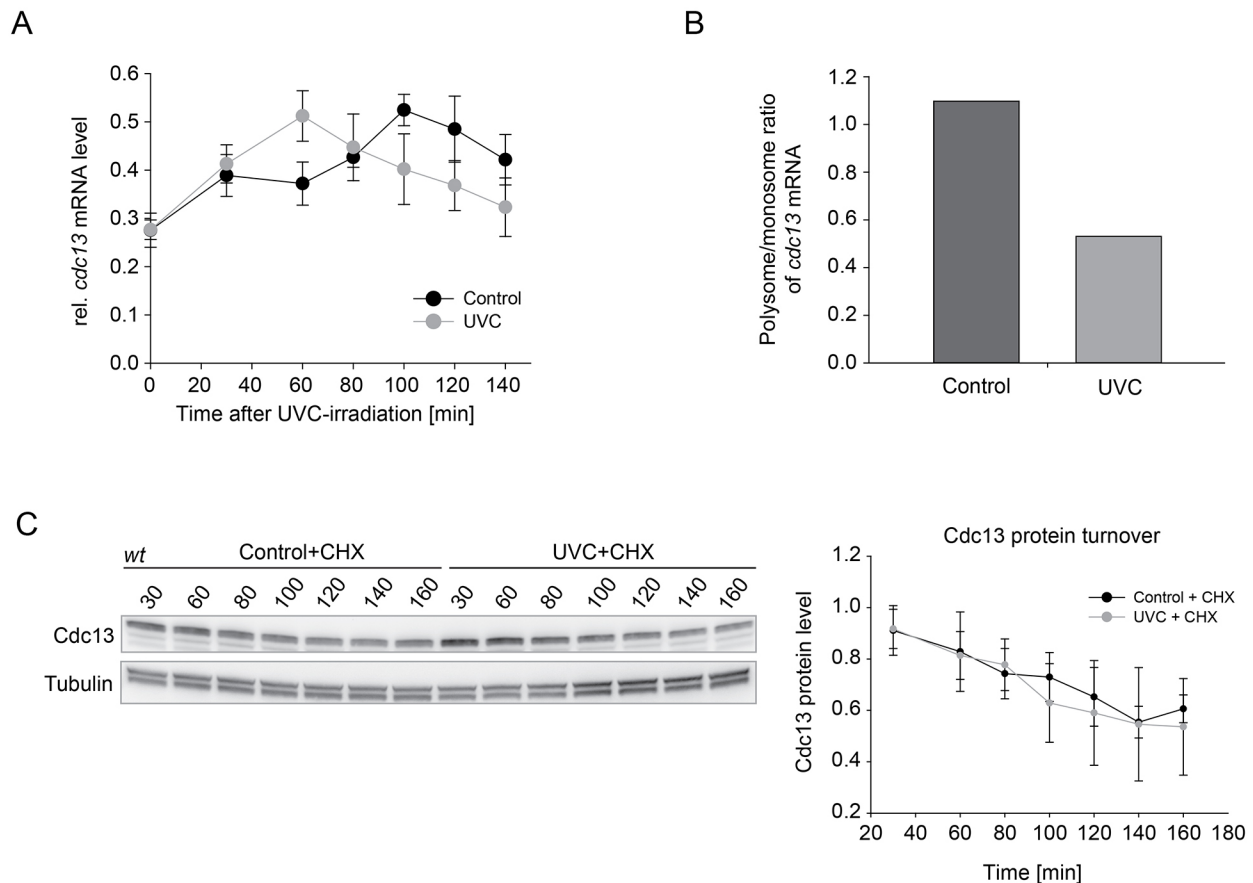 A
rel. cdc13 mRNA level
0.6
0.5
0.4
0.3
0.2
0.1
0.0
Control
UVC
0 20 40 60 80 100 120 140
Time after UVC-irradiation [min]
B
Polysome/monosome ratio
of cdc13 mRNA
1.2
1.0
0.8
0.6
0.4
0.2
0.0
Control UVC
C
wt Control+CHX UVC+CHX
30 60 80 100 120 140 160 30 60 80 100 120 140 160
Cdc13
Tubulin
Cdc13 protein turnover
Cdc13 protein level
1.2
1.0
0.8
0.6
0.4
0.2
Control + CHX
UVC + CHX
20 40 60 80 100 120 140 160 180
Time [min]